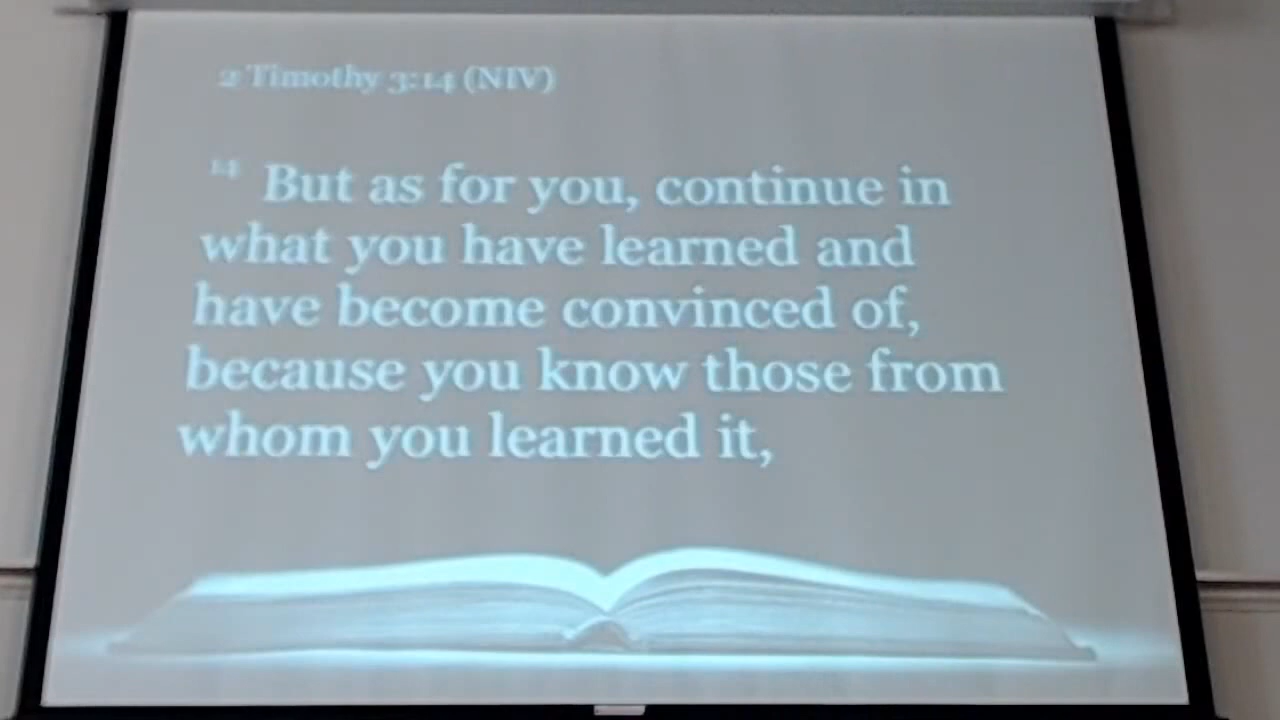 2 Timothy 3:14 (NIV)
14 But as for you, continue in
what you have learned and
have become convinced of,
because you know those from
whom you learned it,